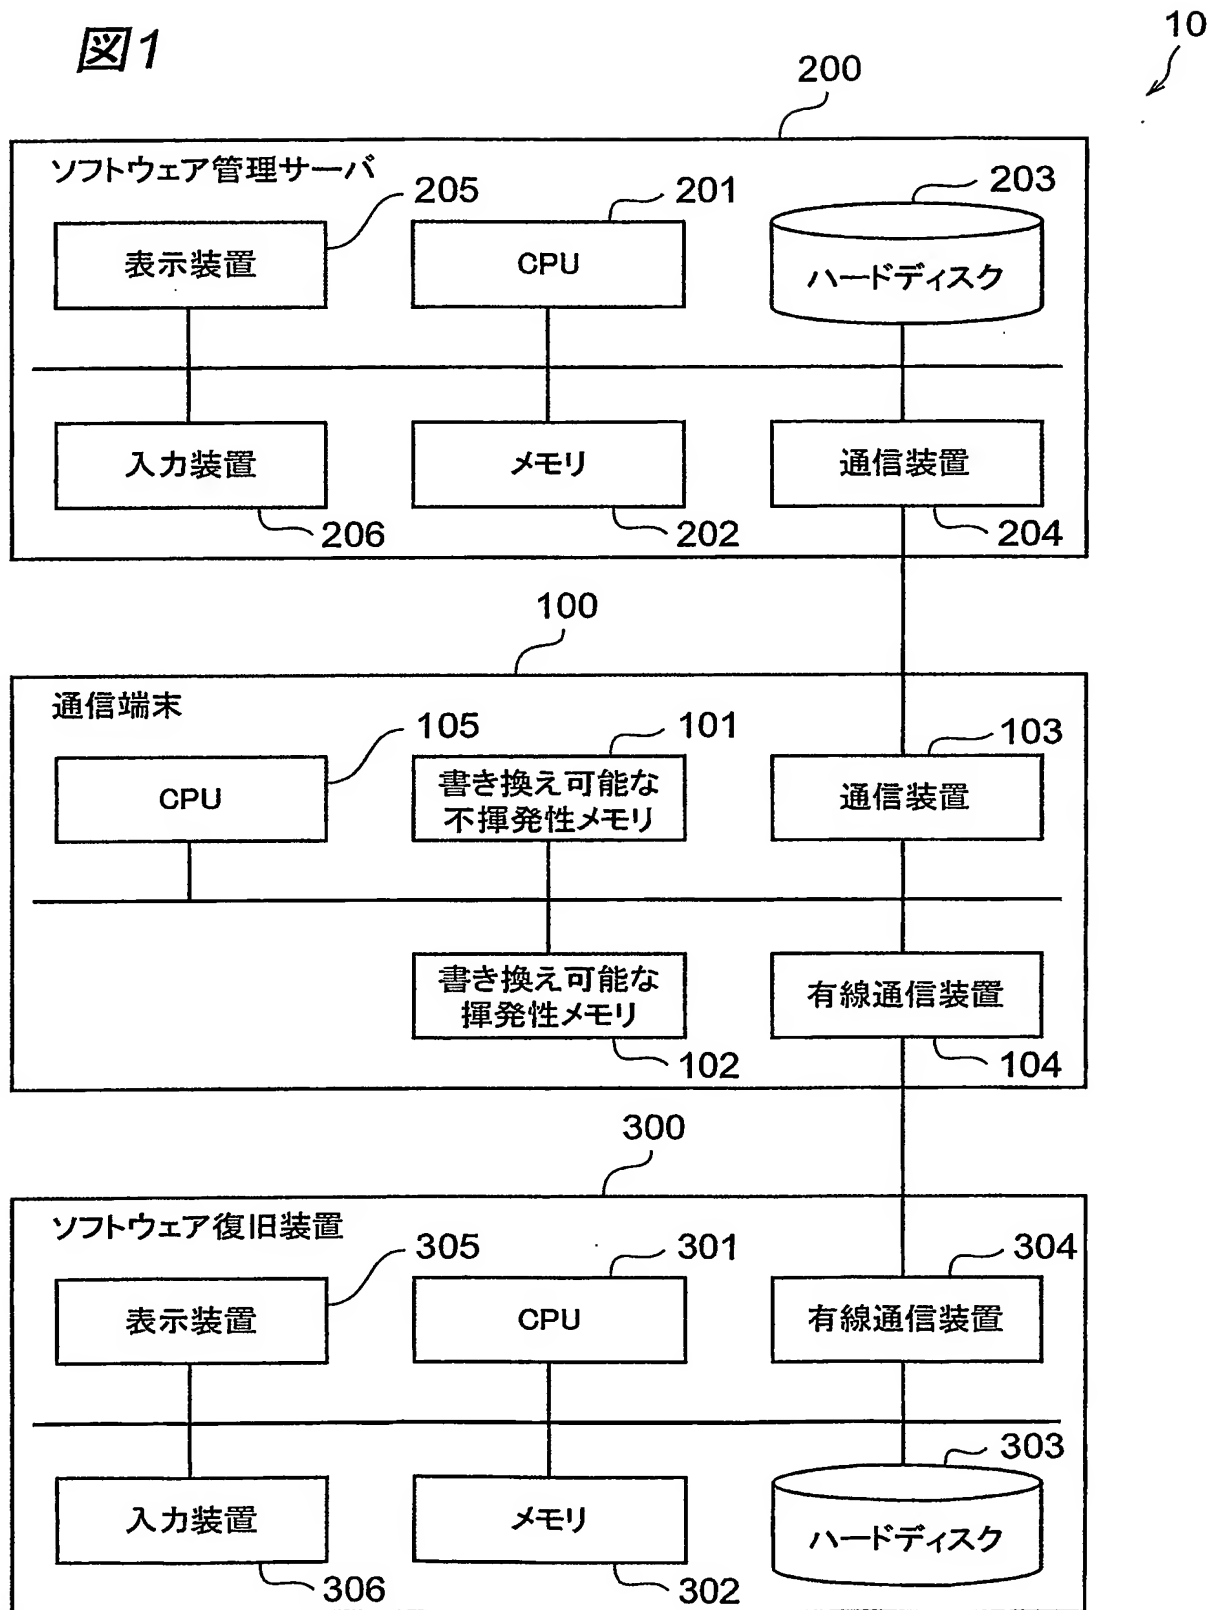 図1
10
200
ソフトウェア管理サーバ
205
201
203
表示装置
CPU
ハードディスク
入力装置
メモリ
通信装置
206
202
204
100
通信端末
105
101
103
CPU
書き換え可能な
不揮発性メモリ
通信装置
書き換え可能な
揮発性メモリ
有線通信装置
102
104
300
ソフトウェア復旧装置
305
301
304
表示装置
CPU
有線通信装置
303
入力装置
メモリ
ハードディスク
306
302